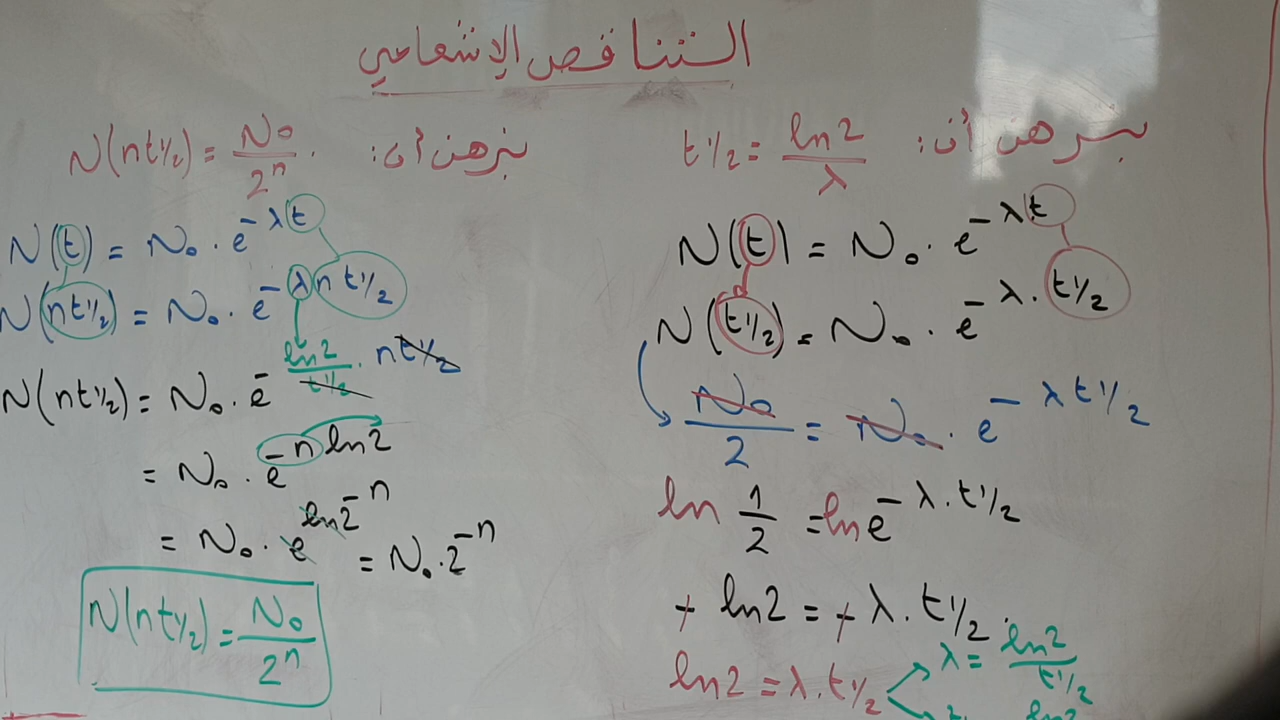 التناقص الإشعاعي
برهن أن: t½ = ln2/λ
N(t) = N₀ · e^(-λt)
N(t½) = N₀ · e^(-λ·t½)
N₀/2 = N₀ · e^(-λt½)
ln 1/2 = ln e^(-λ·t½)
+ ln2 = + λ·t½
ln2 = λ·t½
λ = ln2/t½
برهن أن: N(nt½) = N₀/2ⁿ
N(t) = N₀ · e^(-λt)
N(nt½) = N₀ · e^(-λnt½)
N(nt½) = N₀ · e^(-ln2/t½ · nt½)
= N₀ · e^(-n ln2)
= N₀ · e^(ln2^(-n)) = N₀·2^(-n)
N(nt½) = N₀/2ⁿ